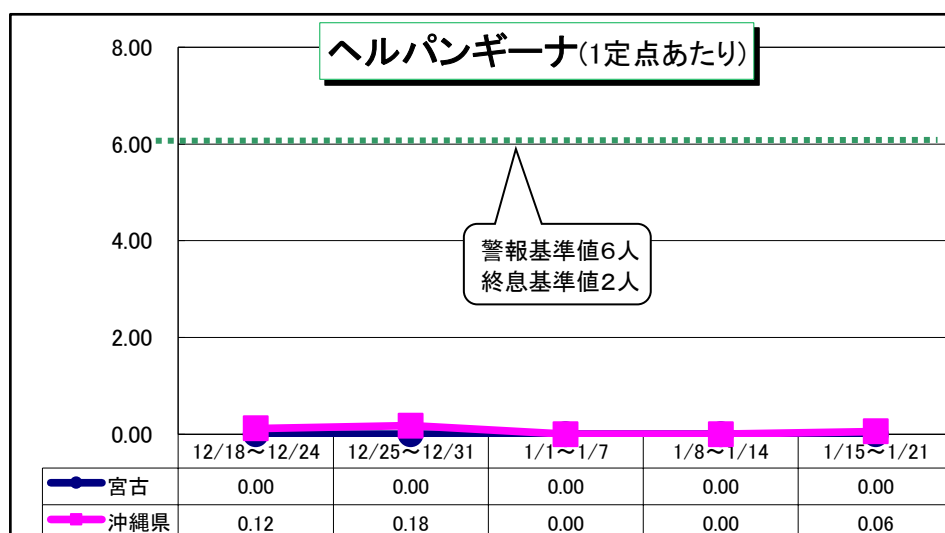 ヘルパンギーナ(1定点あたり)
8.00
6.00
4.00
2.00
0.00
警報基準値6人
終息基準値2人
12/18～12/24 12/25～12/31 1/1～1/7 1/8～1/14 1/15～1/21
宮古 0.00 0.00 0.00 0.00 0.00
沖縄県 0.12 0.18 0.00 0.00 0.06